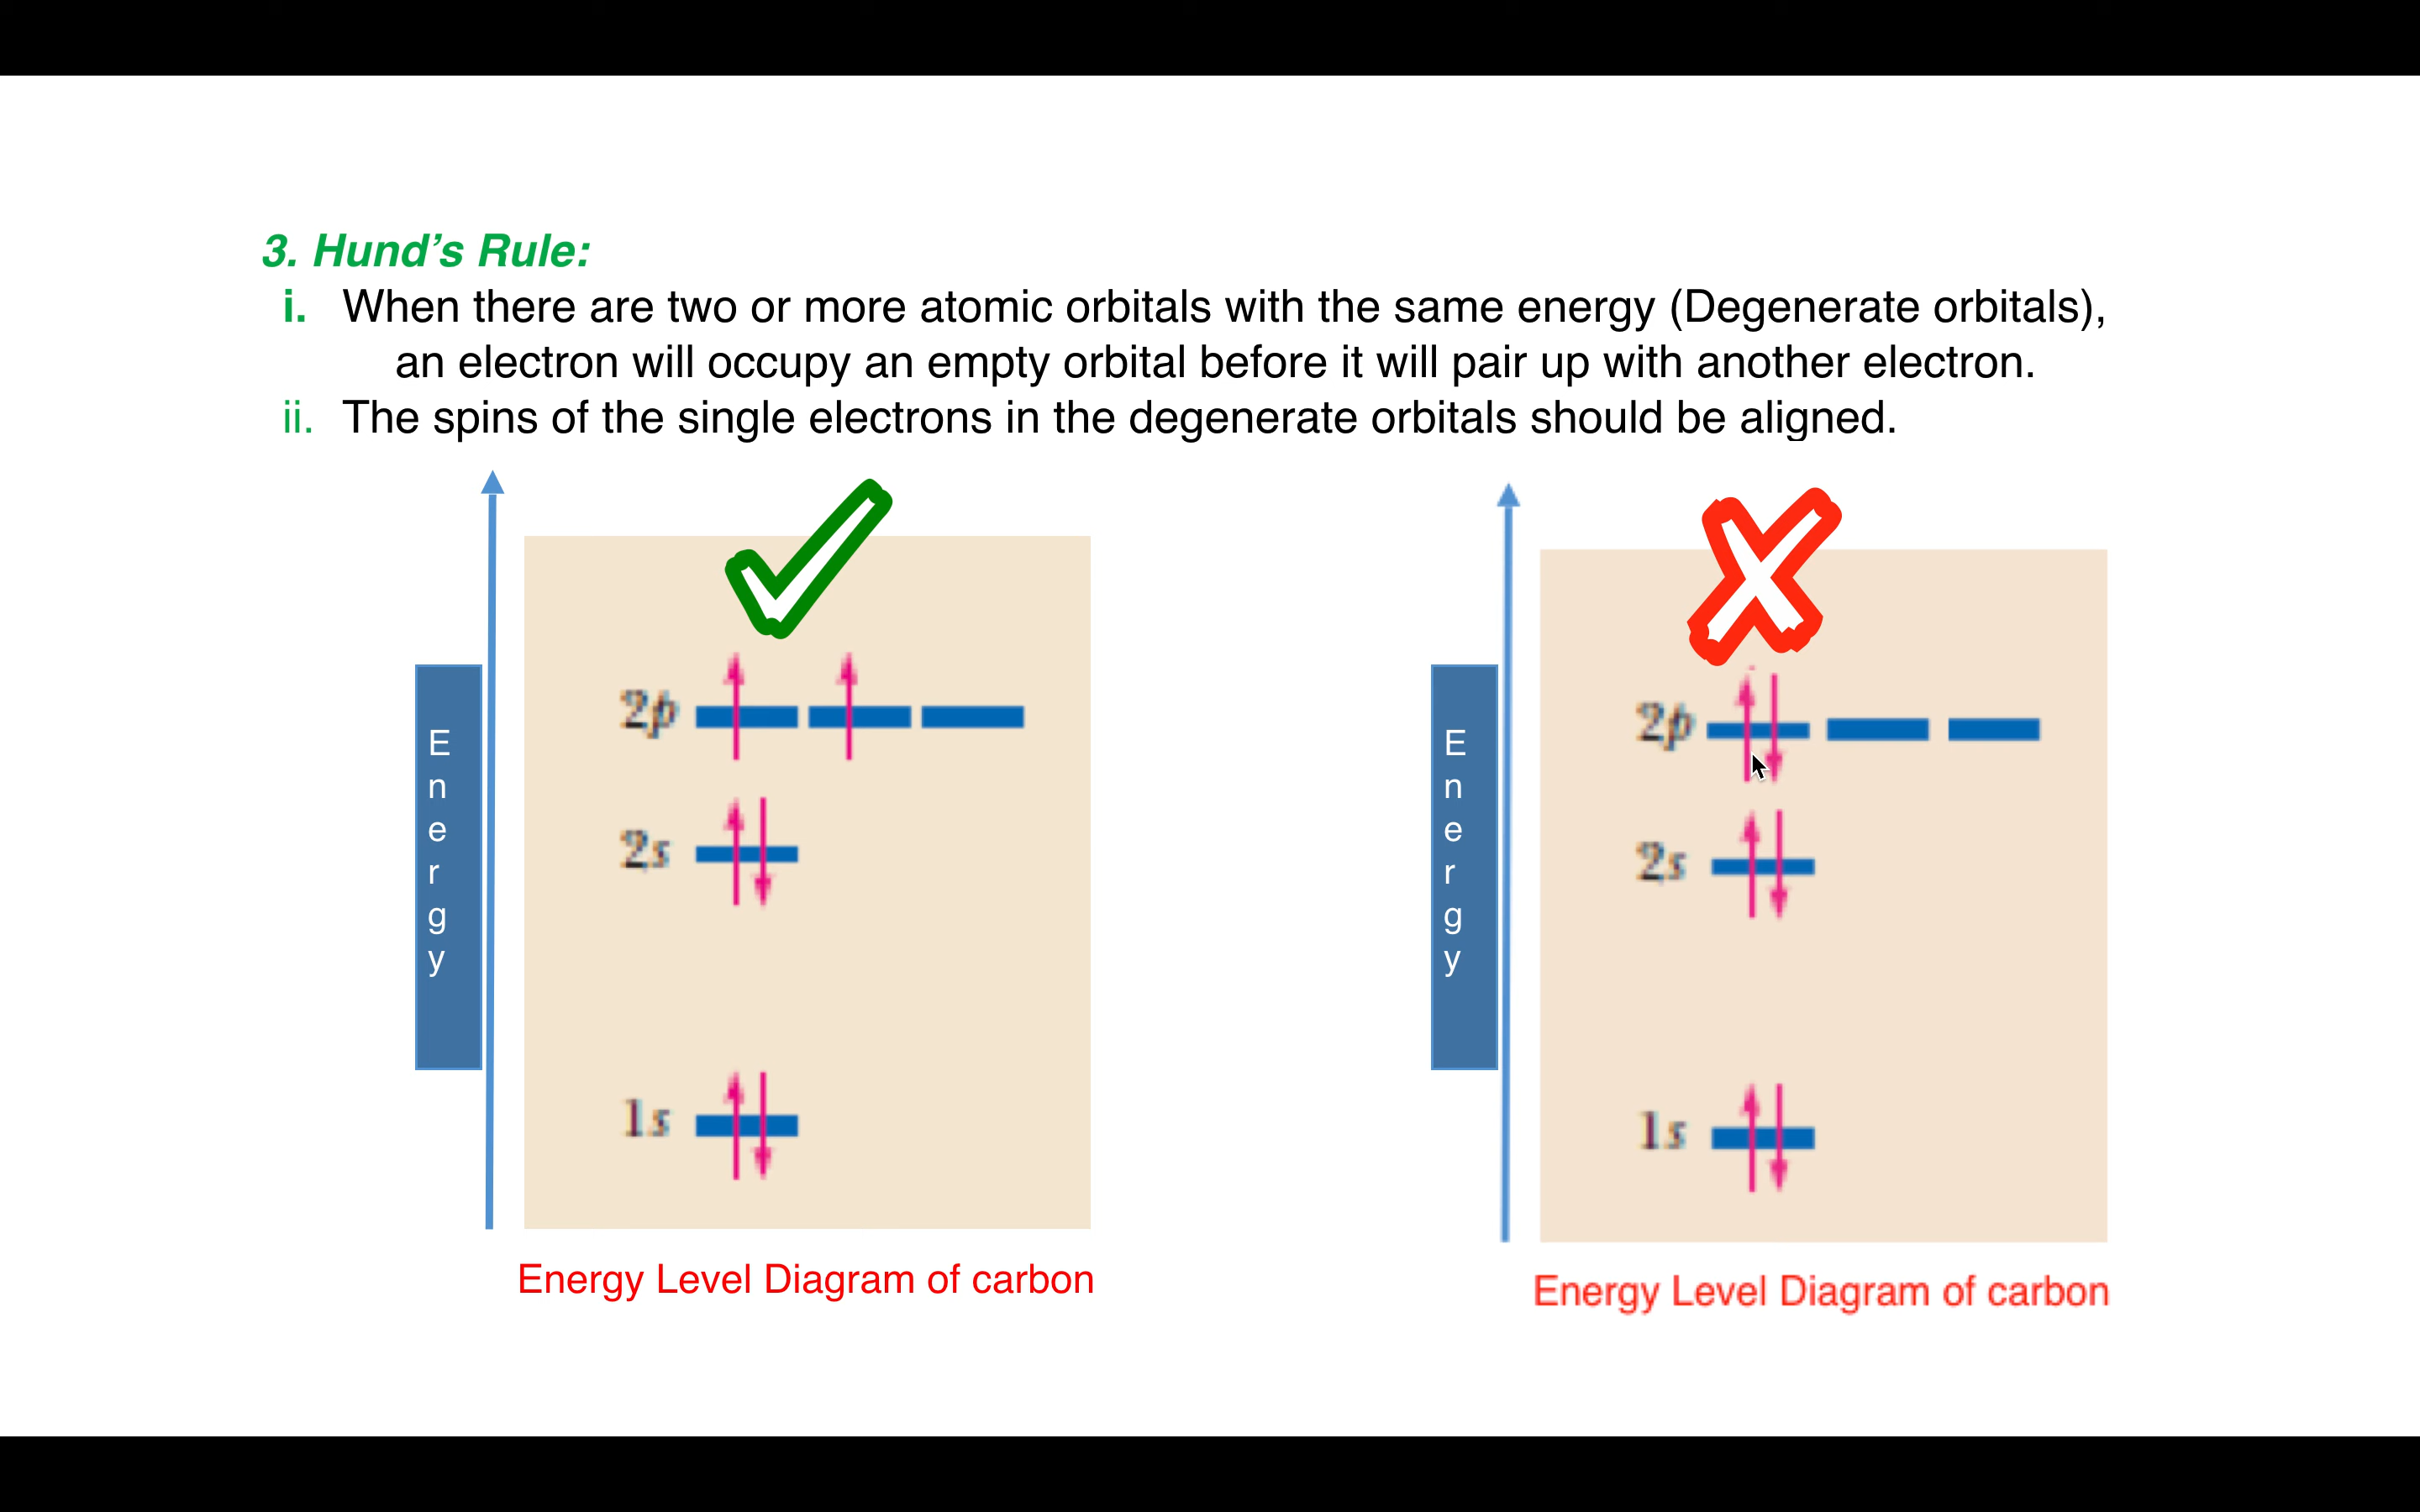 3. Hund's Rule:
i. When there are two or more atomic orbitals with the same energy (Degenerate orbitals),
an electron will occupy an empty orbital before it will pair up with another electron.
ii. The spins of the single electrons in the degenerate orbitals should be aligned.
Energy
2p
2s
1s
Energy Level Diagram of carbon
Energy
2p
2s
1s
Energy Level Diagram of carbon